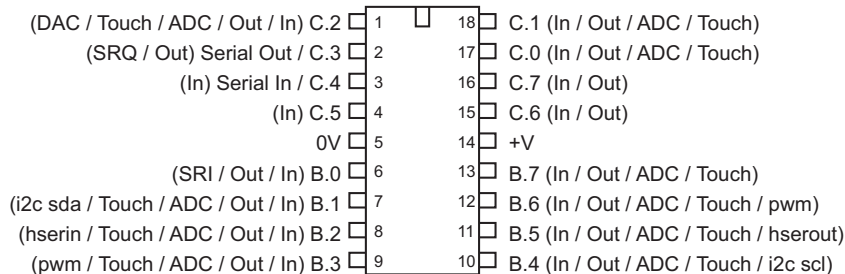 (DAC / Touch / ADC / Out / In) C.2 1 18 C.1 (In / Out / ADC / Touch)
(SRQ / Out) Serial Out / C.3 2 17 C.0 (In / Out / ADC / Touch)
(In) Serial In / C.4 3 16 C.7 (In / Out)
(In) C.5 4 15 C.6 (In / Out)
0V 5 14 +V
(SRI / Out / In) B.0 6 13 B.7 (In / Out / ADC / Touch)
(i2c sda / Touch / ADC / Out / In) B.1 7 12 B.6 (In / Out / ADC / Touch / pwm)
(hserin / Touch / ADC / Out / In) B.2 8 11 B.5 (In / Out / ADC / Touch / hserout)
(pwm / Touch / ADC / Out / In) B.3 9 10 B.4 (In / Out / ADC / Touch / i2c scl)